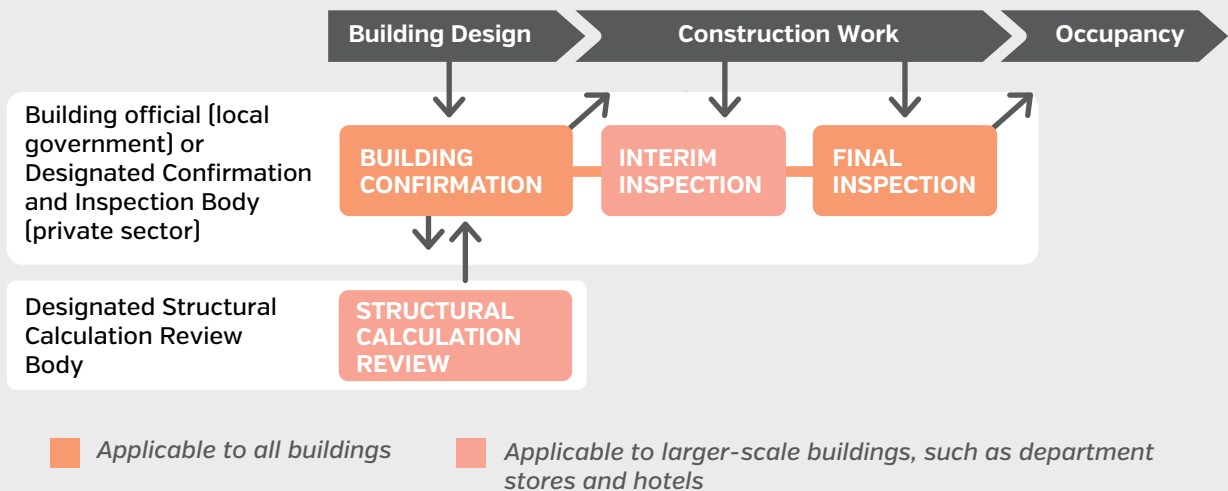 Building Design
Construction Work
Occupancy
Building official (local
government) or
Designated Confirmation
and Inspection Body
(private sector)
BUILDING
CONFIRMATION
INTERIM
INSPECTION
FINAL
INSPECTION
Designated Structural
Calculation Review
Body
STRUCTURAL
CALCULATION
REVIEW
Applicable to all buildings
Applicable to larger-scale buildings, such as department
stores and hotels